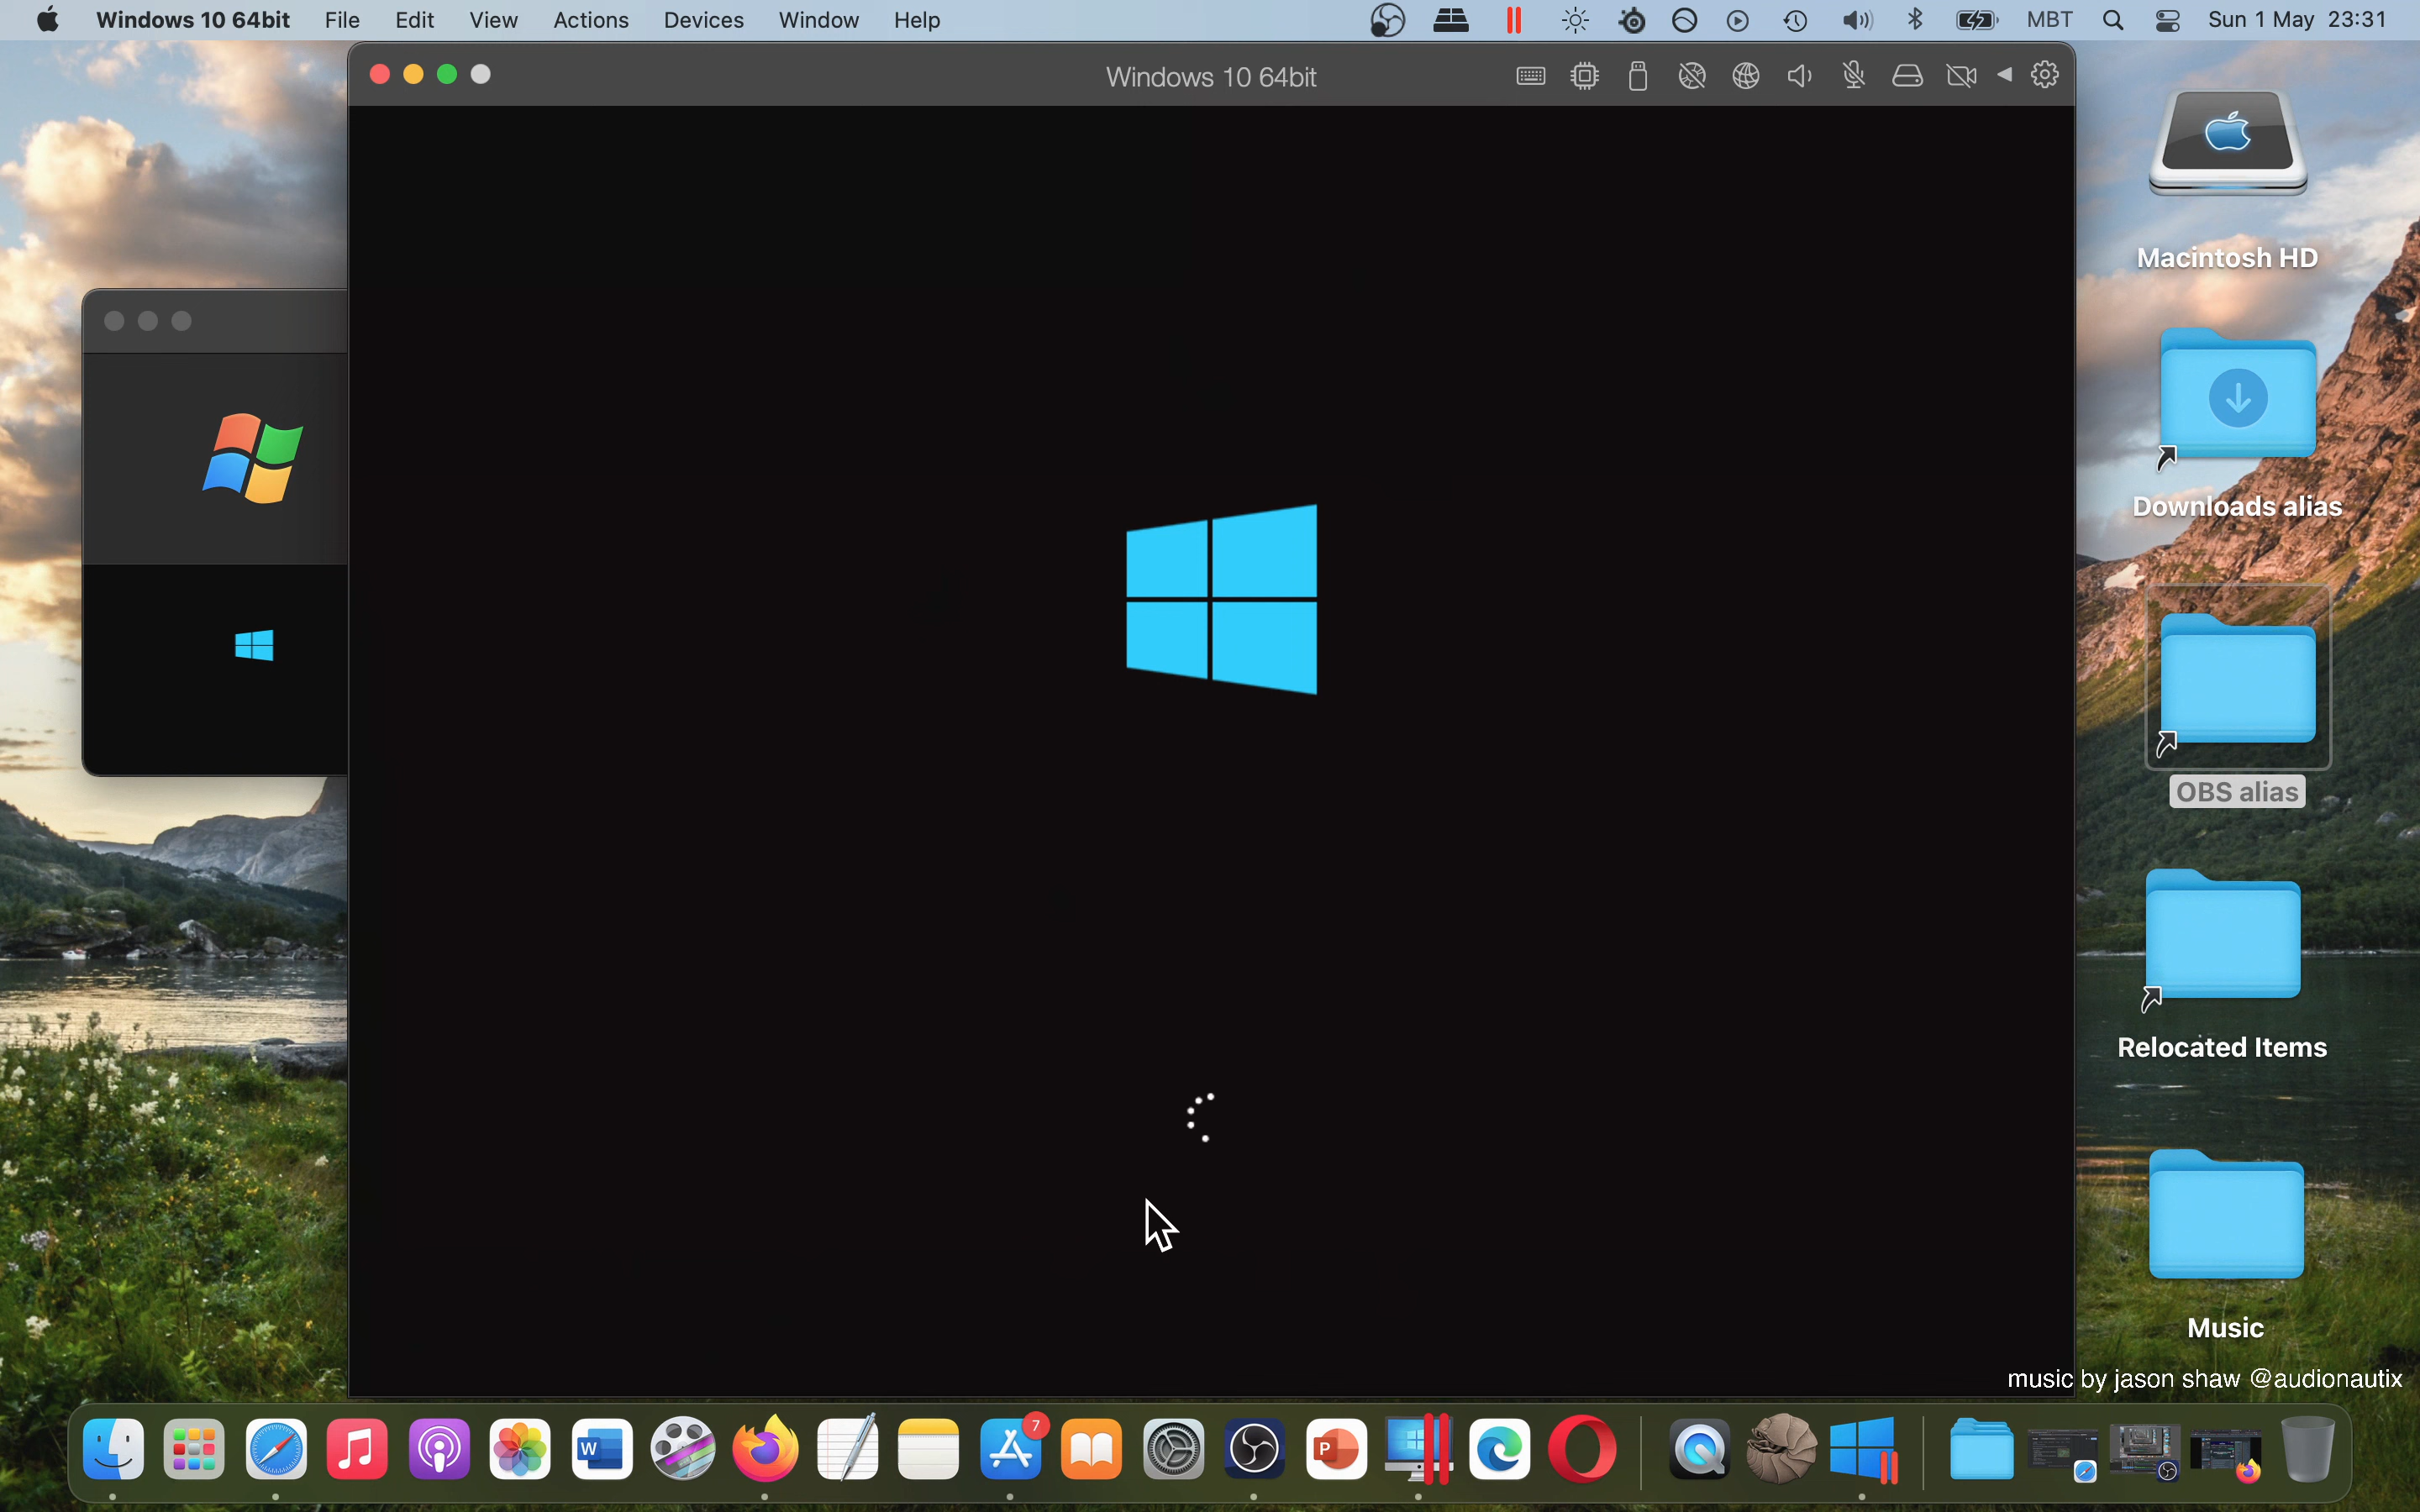 Windows 10 64bit File Edit View Actions Devices Window Help MBT Sun 1 May 23:31
Windows 10 64bit
Macintosh HD
Downloads alias
OBS alias
Relocated Items
Music
music by jason shaw @audionautix
7
W
P